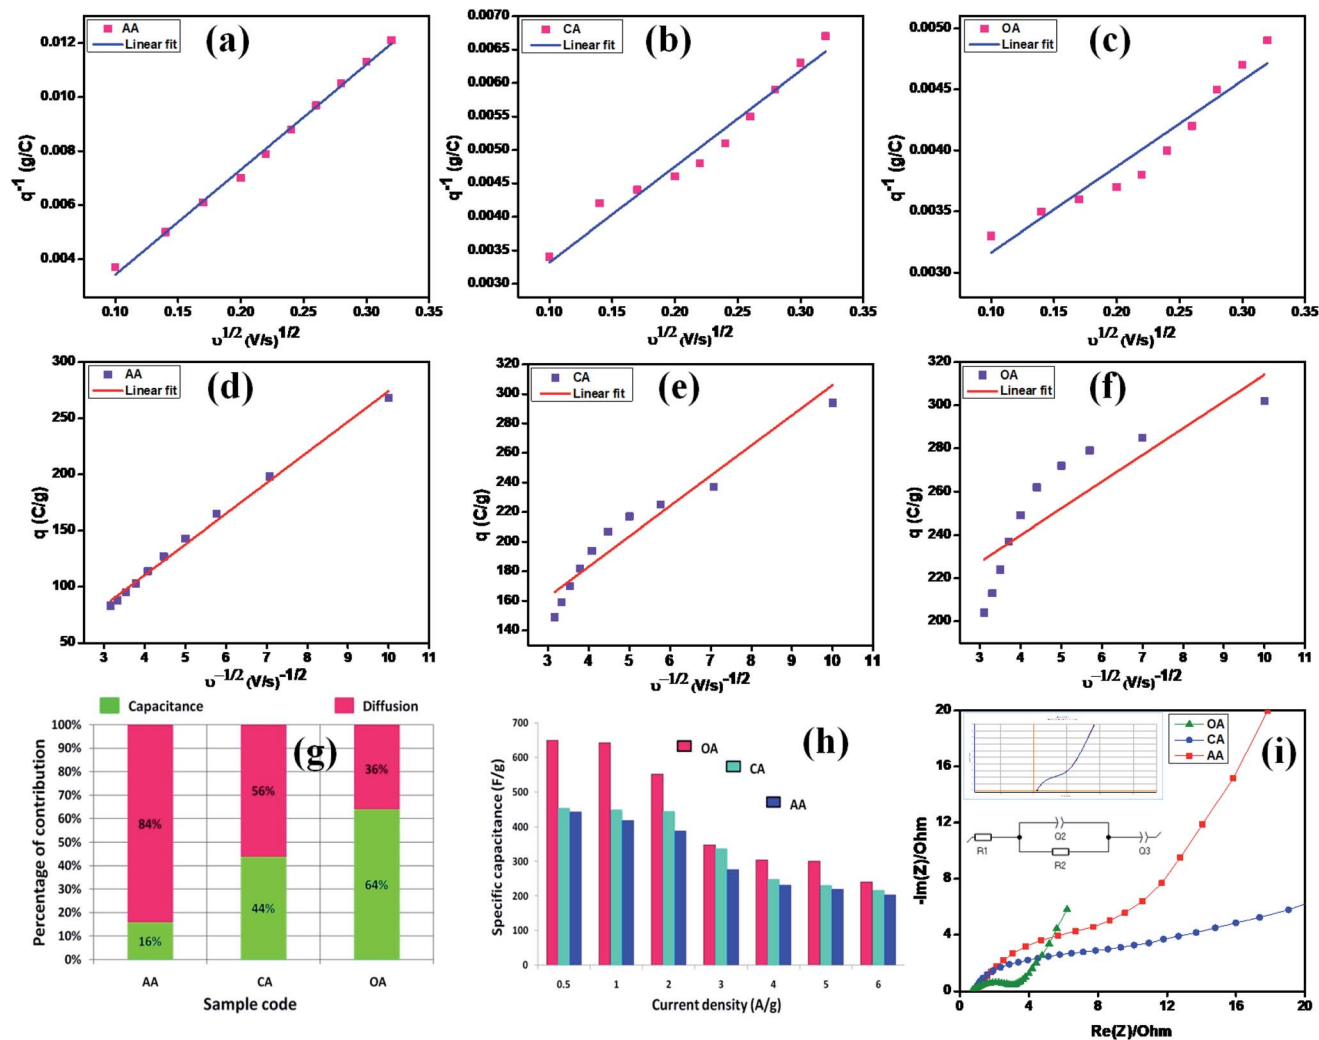 AA
Linear fit
(a)
0.012
0.010
0.008
0.006
0.004
q⁻¹ (g/C)
0.10 0.15 0.20 0.25 0.30 0.35
υ^1/2 (V/s)^1/2
CA
Linear fit
(b)
0.0070
0.0065
0.0060
0.0055
0.0050
0.0045
0.0040
0.0035
0.0030
q⁻¹ (g/C)
0.10 0.15 0.20 0.25 0.30 0.35
υ^1/2 (V/s)^1/2
OA
Linear fit
(c)
0.0050
0.0045
0.0040
0.0035
0.0030
q⁻¹ (g/C)
0.10 0.15 0.20 0.25 0.30 0.35
υ^1/2 (V/s)^1/2
AA
Linear fit
(d)
300
250
200
150
100
50
q (C/g)
3 4 5 6 7 8 9 10 11
υ^−1/2 (V/s)^-1/2
CA
Linear fit
(e)
320
300
280
260
240
220
200
180
160
140
q (C/g)
3 4 5 6 7 8 9 10 11
υ^−1/2 (V/s)^-1/2
OA
Linear fit
(f)
320
300
280
260
240
220
200
q (C/g)
3 4 5 6 7 8 9 10 11
υ^−1/2 (V/s)^-1/2
Capacitance Diffusion
(g)
100%
90%
80%
70%
60%
50%
40%
30%
20%
10%
0%
Percentage of contribution
84%
16%
56%
44%
36%
64%
AA CA OA
Sample code
(h)
700
600
500
400
300
200
100
0
Specific capacitance (F/g)
OA
CA
AA
0.5 1 2 3 4 5 6
Current density (A/g)
(i)
OA
CA
AA
20
16
12
8
4
0
-Im(Z)/Ohm
R1 Q2 R2 Q3
0 4 8 12 16 20
Re(Z)/Ohm